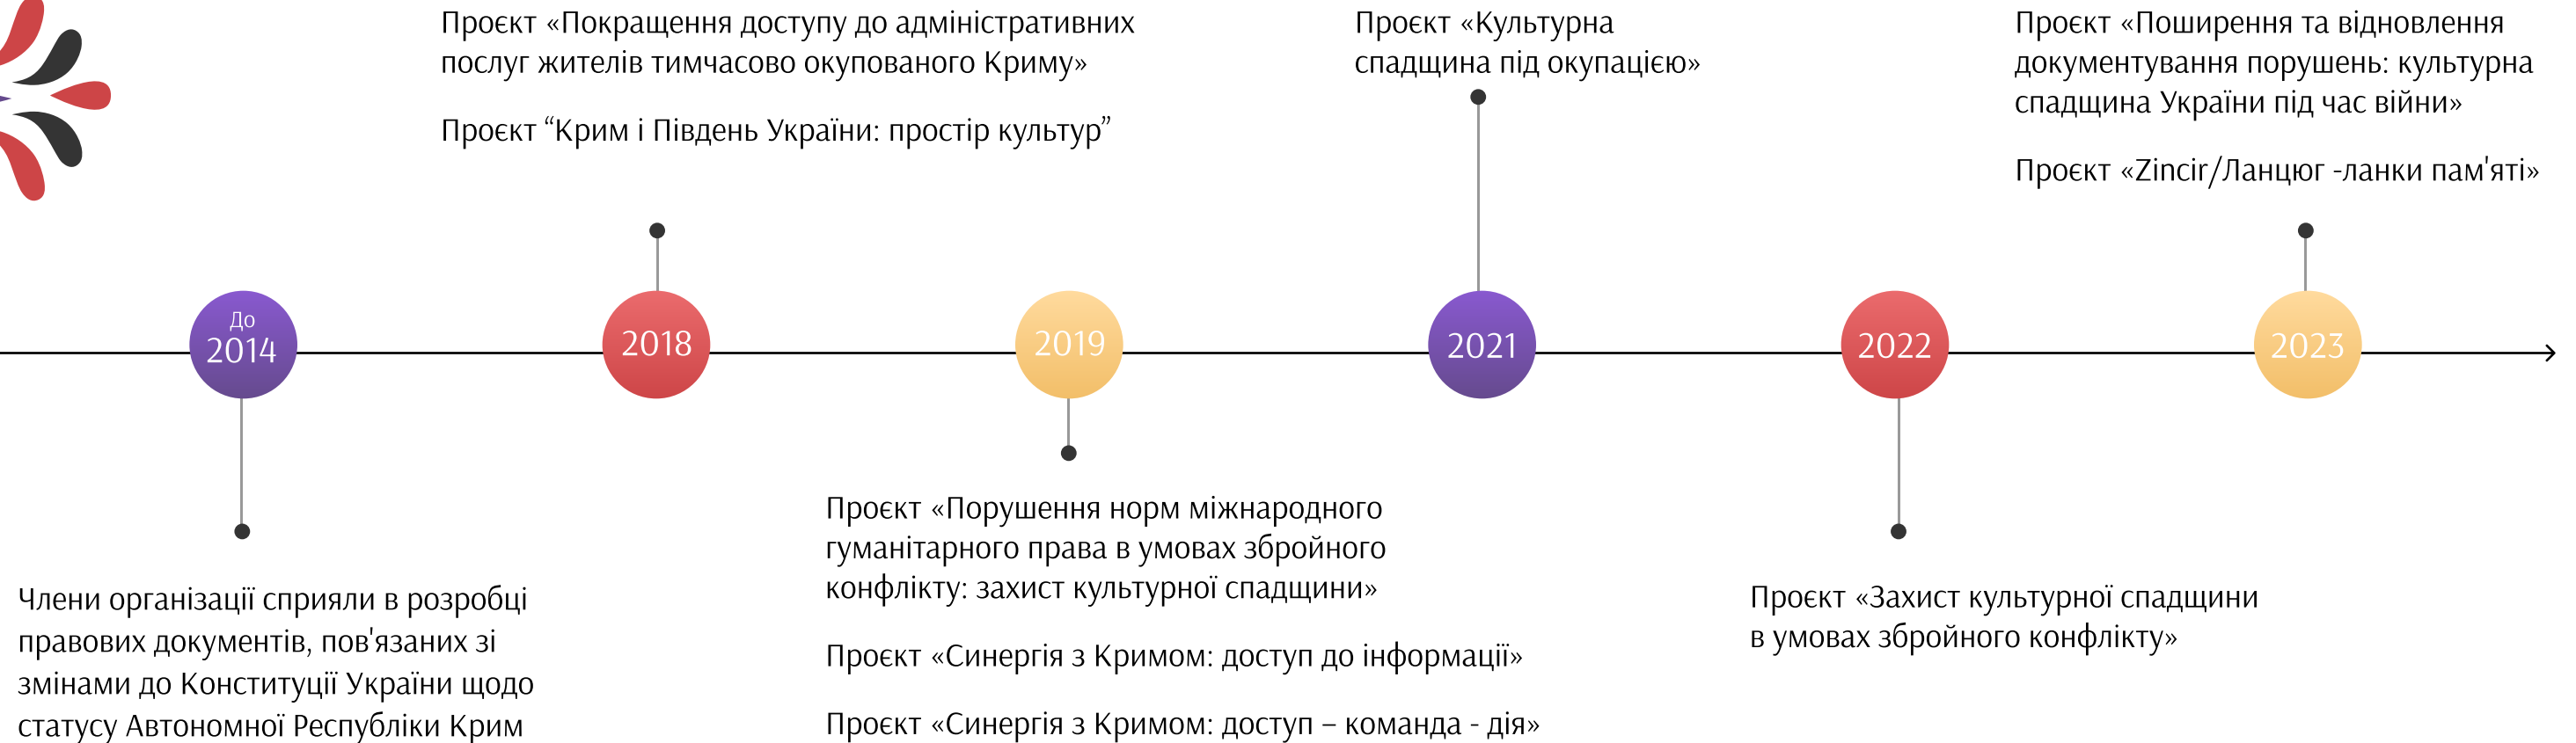 Проєкт «Покращення доступу до адміністративних
послуг жителів тимчасово окупованого Криму»
Проєкт “Крим і Південь України: простір культур”
Проєкт «Культурна
спадщина під окупацією»
Проєкт «Поширення та відновлення
документування порушень: культурна
спадщина України під час війни»
Проєкт «Zincir/Ланцюг -ланки пам'яті»
До
2014
2018
2019
2021
2022
2023
Члени організації сприяли в розробці
правових документів, пов'язаних зі
змінами до Конституції України щодо
статусу Автономної Республіки Крим
Проєкт «Порушення норм міжнародного
гуманітарного права в умовах збройного
конфлікту: захист культурної спадщини»
Проєкт «Синергія з Кримом: доступ до інформації»
Проєкт «Синергія з Кримом: доступ – команда - дія»
Проєкт «Захист культурної спадщини
в умовах збройного конфлікту»